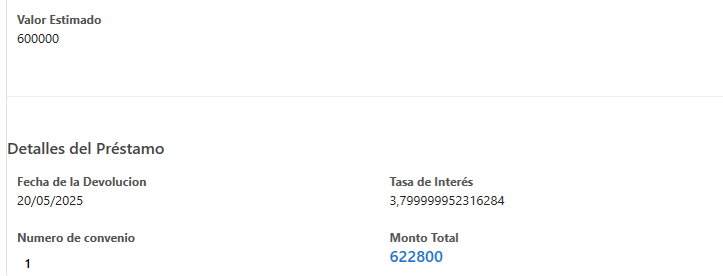 Valor Estimado
600000
Detalles del Préstamo
Fecha de la Devolucion
20/05/2025
Tasa de Interés
3,799999952316284
Numero de convenio
1
Monto Total
622800